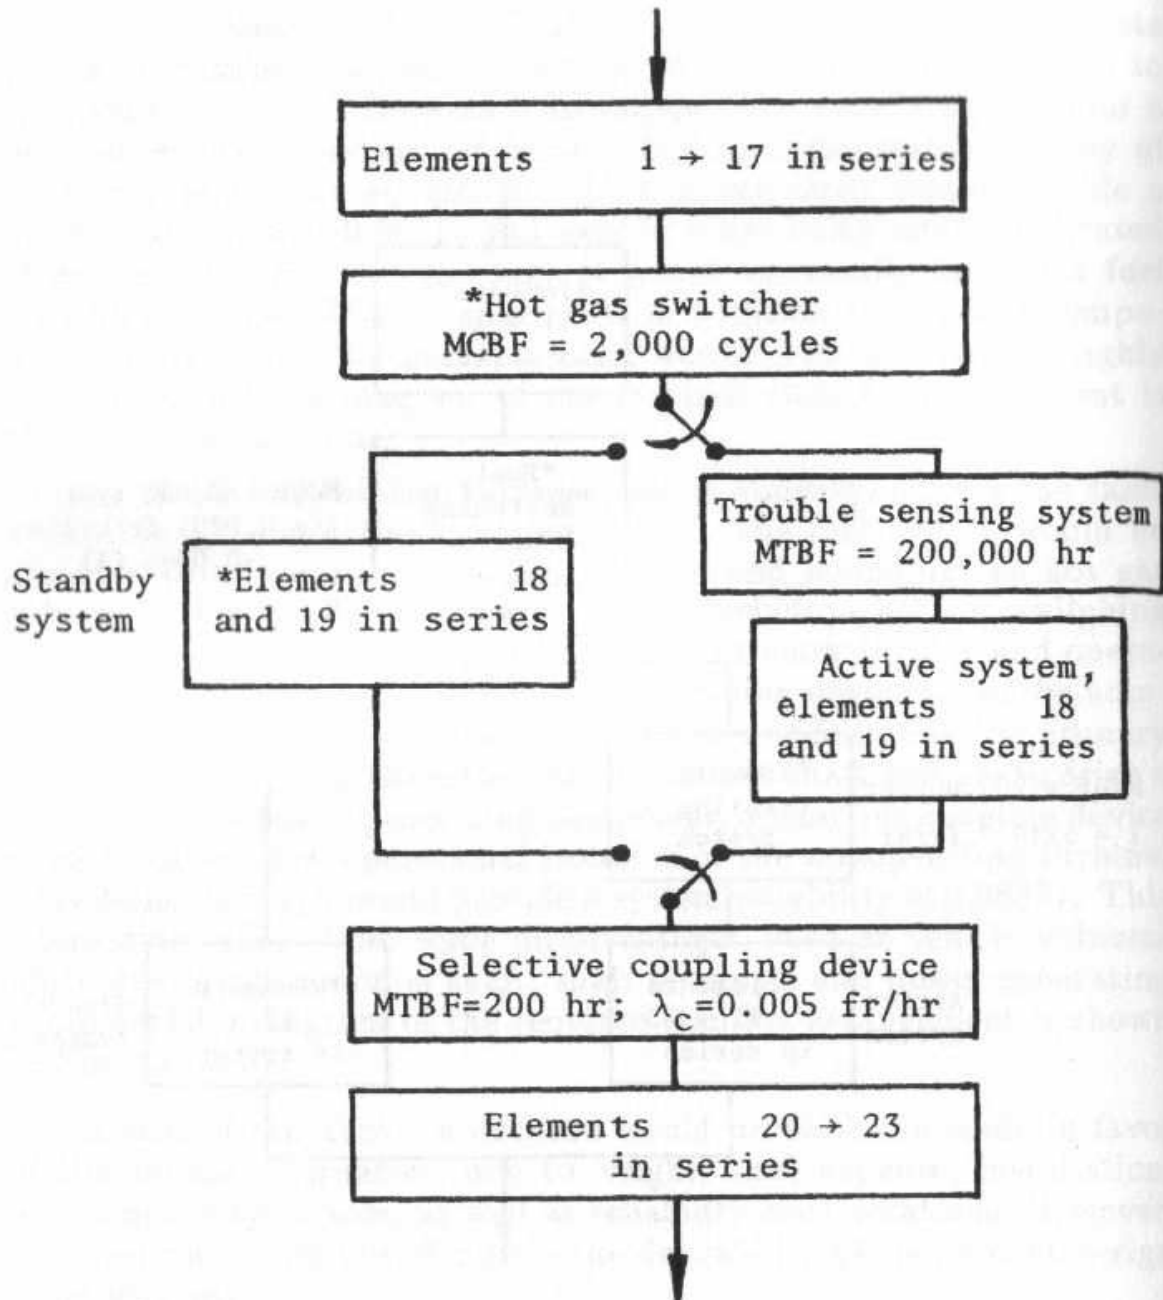 Elements 1 → 17 in series
*Hot gas switcher
MCBF = 2,000 cycles
Trouble sensing system
MTBF = 200,000 hr
Standby
system
*Elements 18
and 19 in series
Active system,
elements 18
and 19 in series
Selective coupling device
MTBF=200 hr; λc =0.005 fr/hr
Elements 20 → 23
in series